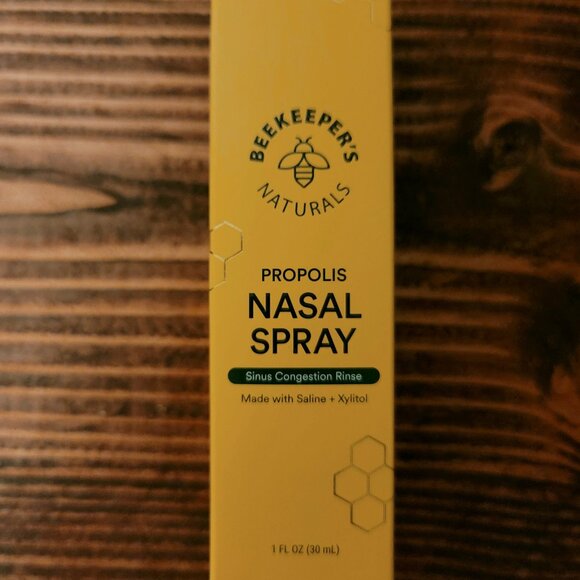 BEEKEEPER'S
NATURALS
PROPOLIS
NASAL
SPRAY
Sinus Congestion Rinse
Made with Saline + Xylitol
1 FL OZ (30 mL)